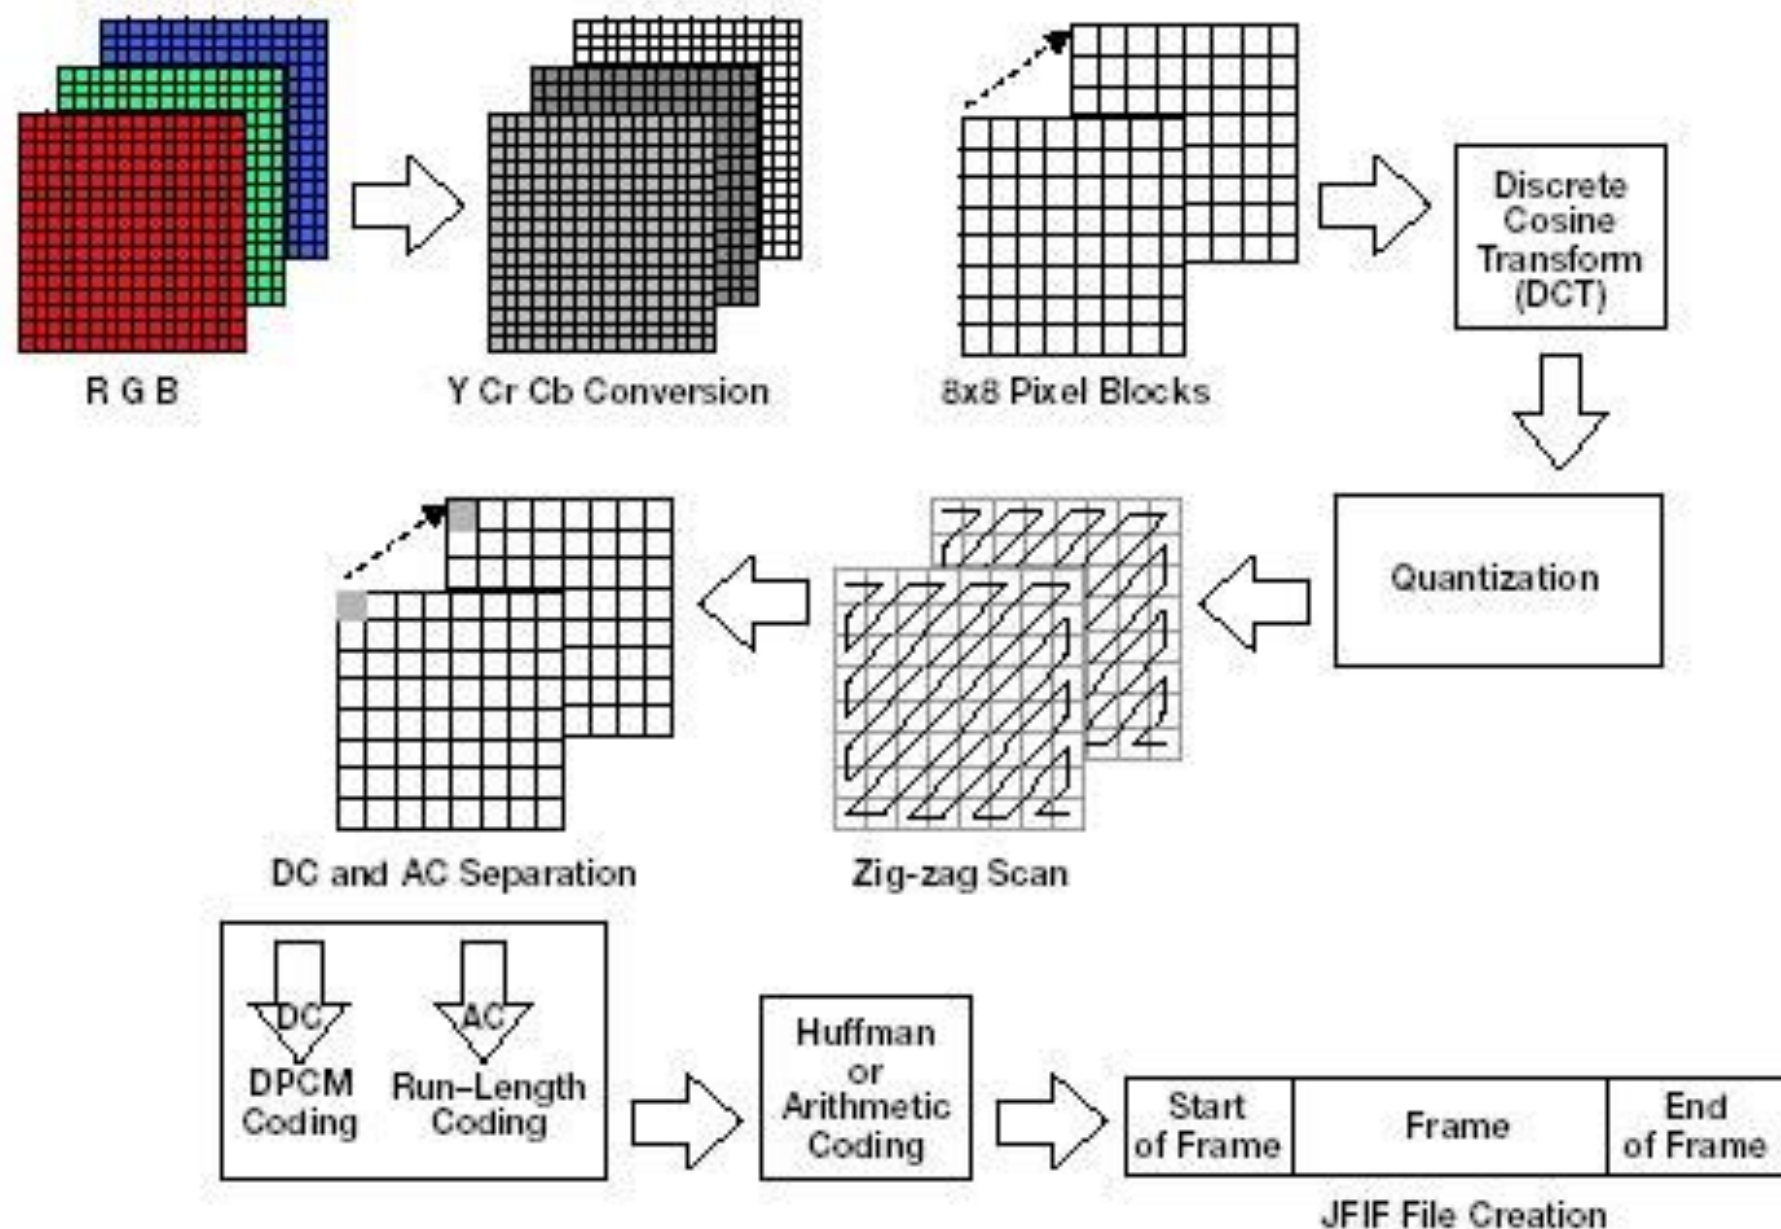 R G B
Y Cr Cb Conversion
8x8 Pixel Blocks
Discrete
Cosine
Transform
(DCT)
Quantization
Zig-zag Scan
DC and AC Separation
DC
DPCM
Coding
AC
Run–Length
Coding
Huffman
or
Arithmetic
Coding
Start
of Frame
Frame
End
of Frame
JFIF File Creation